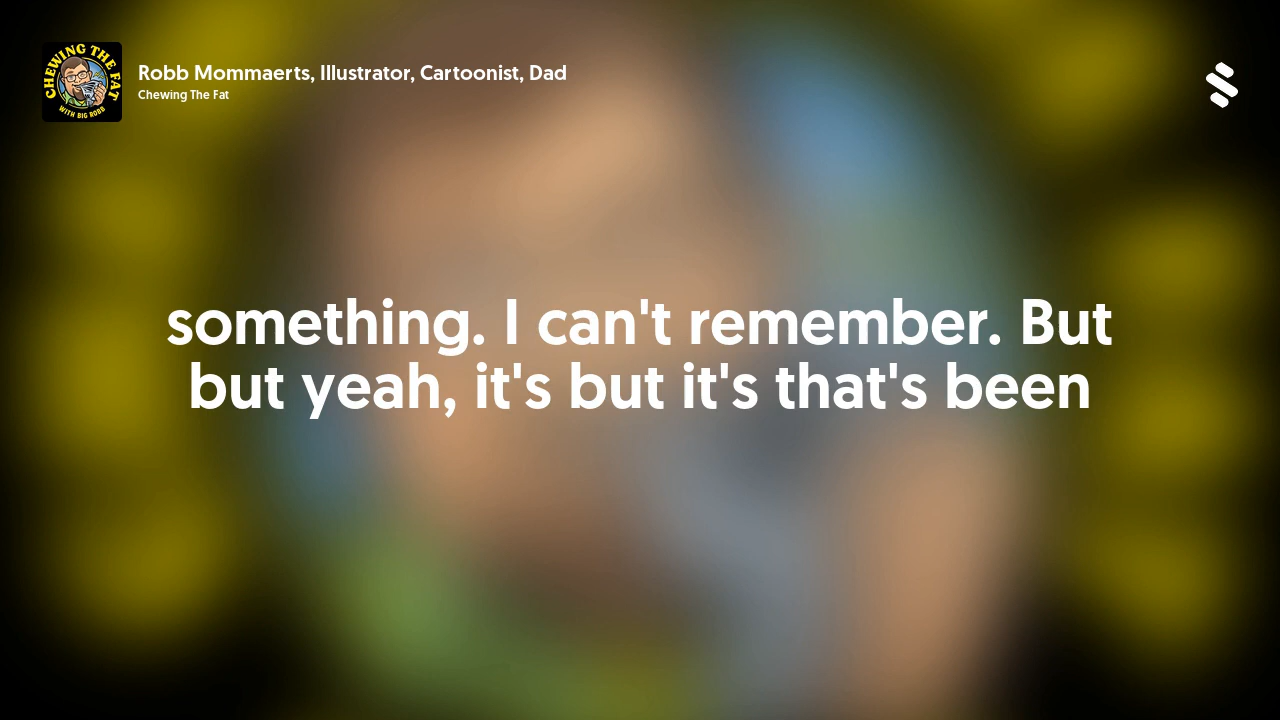 CHEWING THE FAT
WITH BIG ROBB
Robb Mommaerts, Illustrator, Cartoonist, Dad
Chewing The Fat
something. I can't remember. But
but yeah, it's but it's that's been